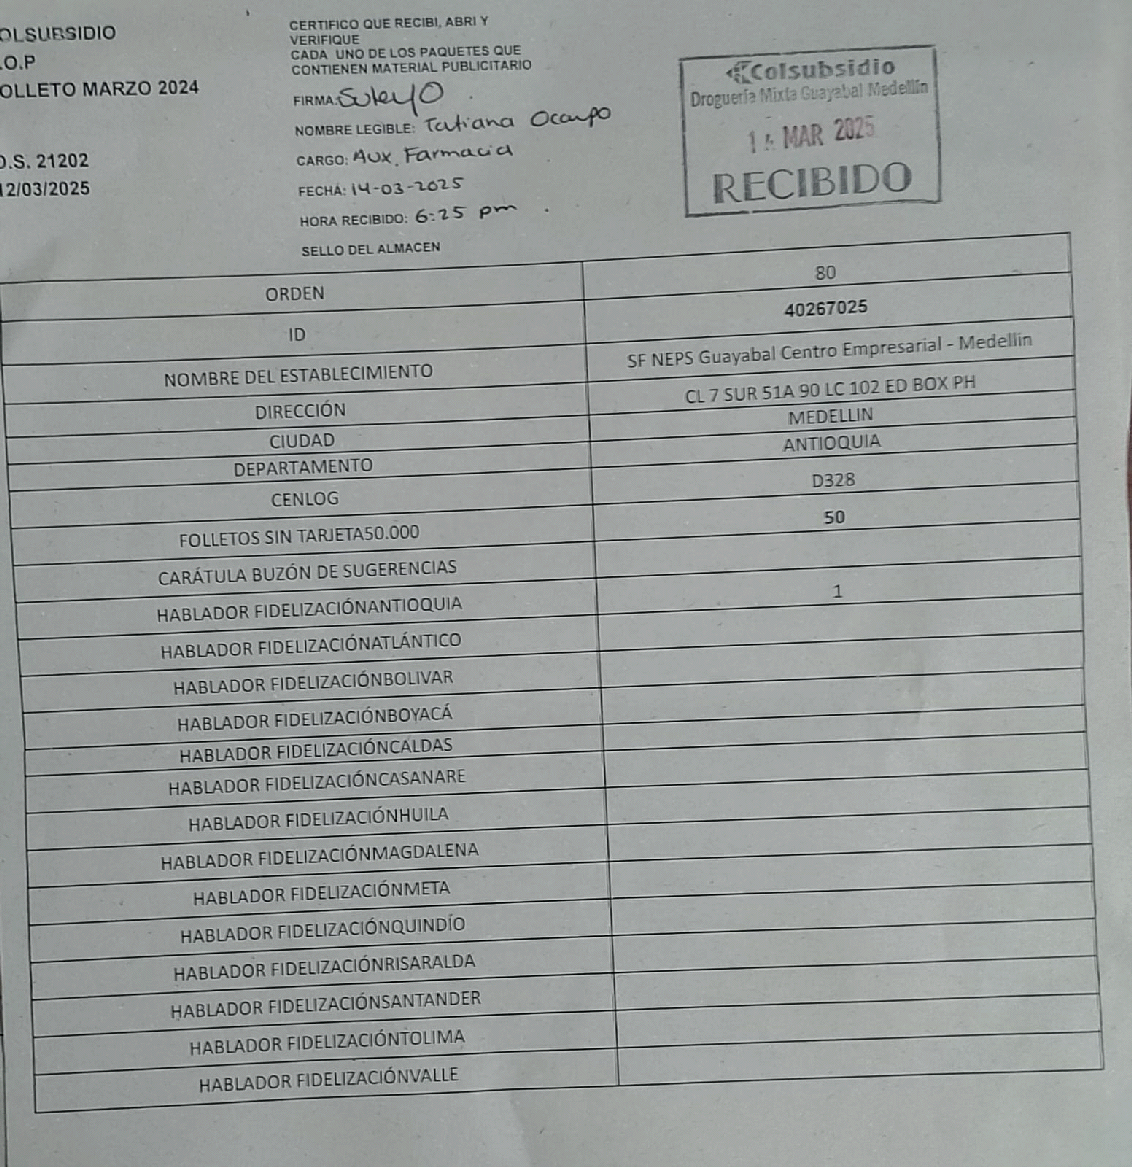 OLSUBSIDIO
.O.P
OLLETO MARZO 2024
O.S. 21202
12/03/2025
CERTIFICO QUE RECIBI, ABRI Y
VERIFIQUE
CADA UNO DE LOS PAQUETES QUE
CONTIENEN MATERIAL PUBLICITARIO
FIRMA:
NOMBRE LEGIBLE: Tatiana Ocampo
CARGO: Aux. Farmacia
FECHA: 14-03-2025
HORA RECIBIDO: 6:25 pm
SELLO DEL ALMACEN
Colsubsidio
Droguería Mixta Guayabal Medellín
MAR 2025
RECIBIDO
ORDEN 80
ID 40267025
NOMBRE DEL ESTABLECIMIENTO SF NEPS Guayabal Centro Empresarial - Medellin
DIRECCIÓN CL 7 SUR 51A 90 LC 102 ED BOX PH
CIUDAD MEDELLIN
DEPARTAMENTO ANTIOQUIA
CENLOG D328
FOLLETOS SIN TARJETA50.000 50
CARÁTULA BUZÓN DE SUGERENCIAS
HABLADOR FIDELIZACIÓNANTIOQUIA 1
HABLADOR FIDELIZACIÓNATLÁNTICO
HABLADOR FIDELIZACIÓNBOLIVAR
HABLADOR FIDELIZACIÓNBOYACÁ
HABLADOR FIDELIZACIÓNCALDAS
HABLADOR FIDELIZACIÓNCASANARE
HABLADOR FIDELIZACIÓNHUILA
HABLADOR FIDELIZACIÓNMAGDALENA
HABLADOR FIDELIZACIÓNMETA
HABLADOR FIDELIZACIÓNQUINDÍO
HABLADOR FIDELIZACIÓNRISARALDA
HABLADOR FIDELIZACIÓNSANTANDER
HABLADOR FIDELIZACIÓNTOLIMA
HABLADOR FIDELIZACIÓNVALLE